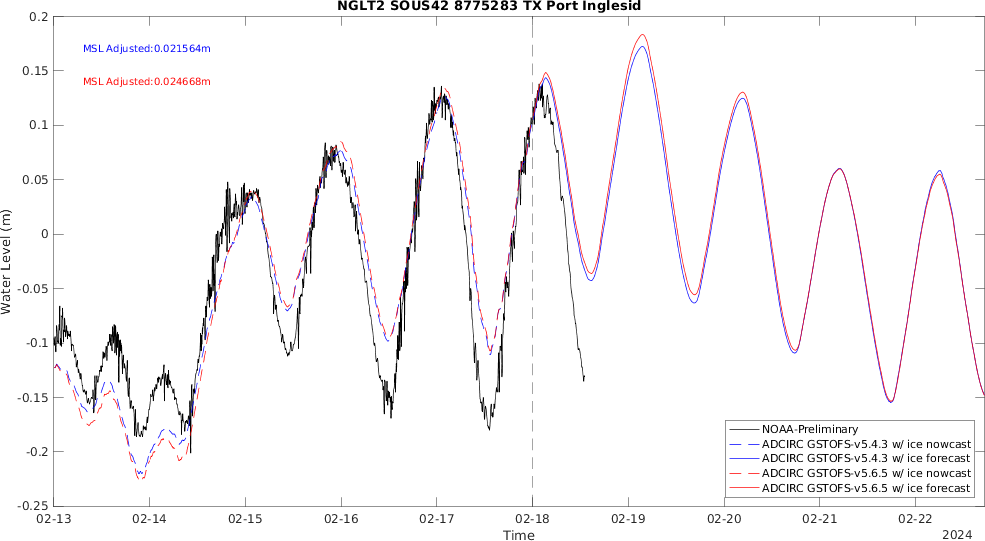 NGLT2 SOUS42 8775283 TX Port Inglesid
0.2
MSL Adjusted:0.021564m
0.15
MSL Adjusted:0.024668m
0.1
0.05
0
-0.05
-0.1
-0.15
-0.2
-0.25
Water Level (m)
NOAA-Preliminary
ADCIRC GSTOFS-v5.4.3 w/ ice nowcast
ADCIRC GSTOFS-v5.4.3 w/ ice forecast
ADCIRC GSTOFS-v5.6.5 w/ ice nowcast
ADCIRC GSTOFS-v5.6.5 w/ ice forecast
02-13 02-14 02-15 02-16 02-17 02-18 02-19 02-20 02-21 02-22
Time
2024